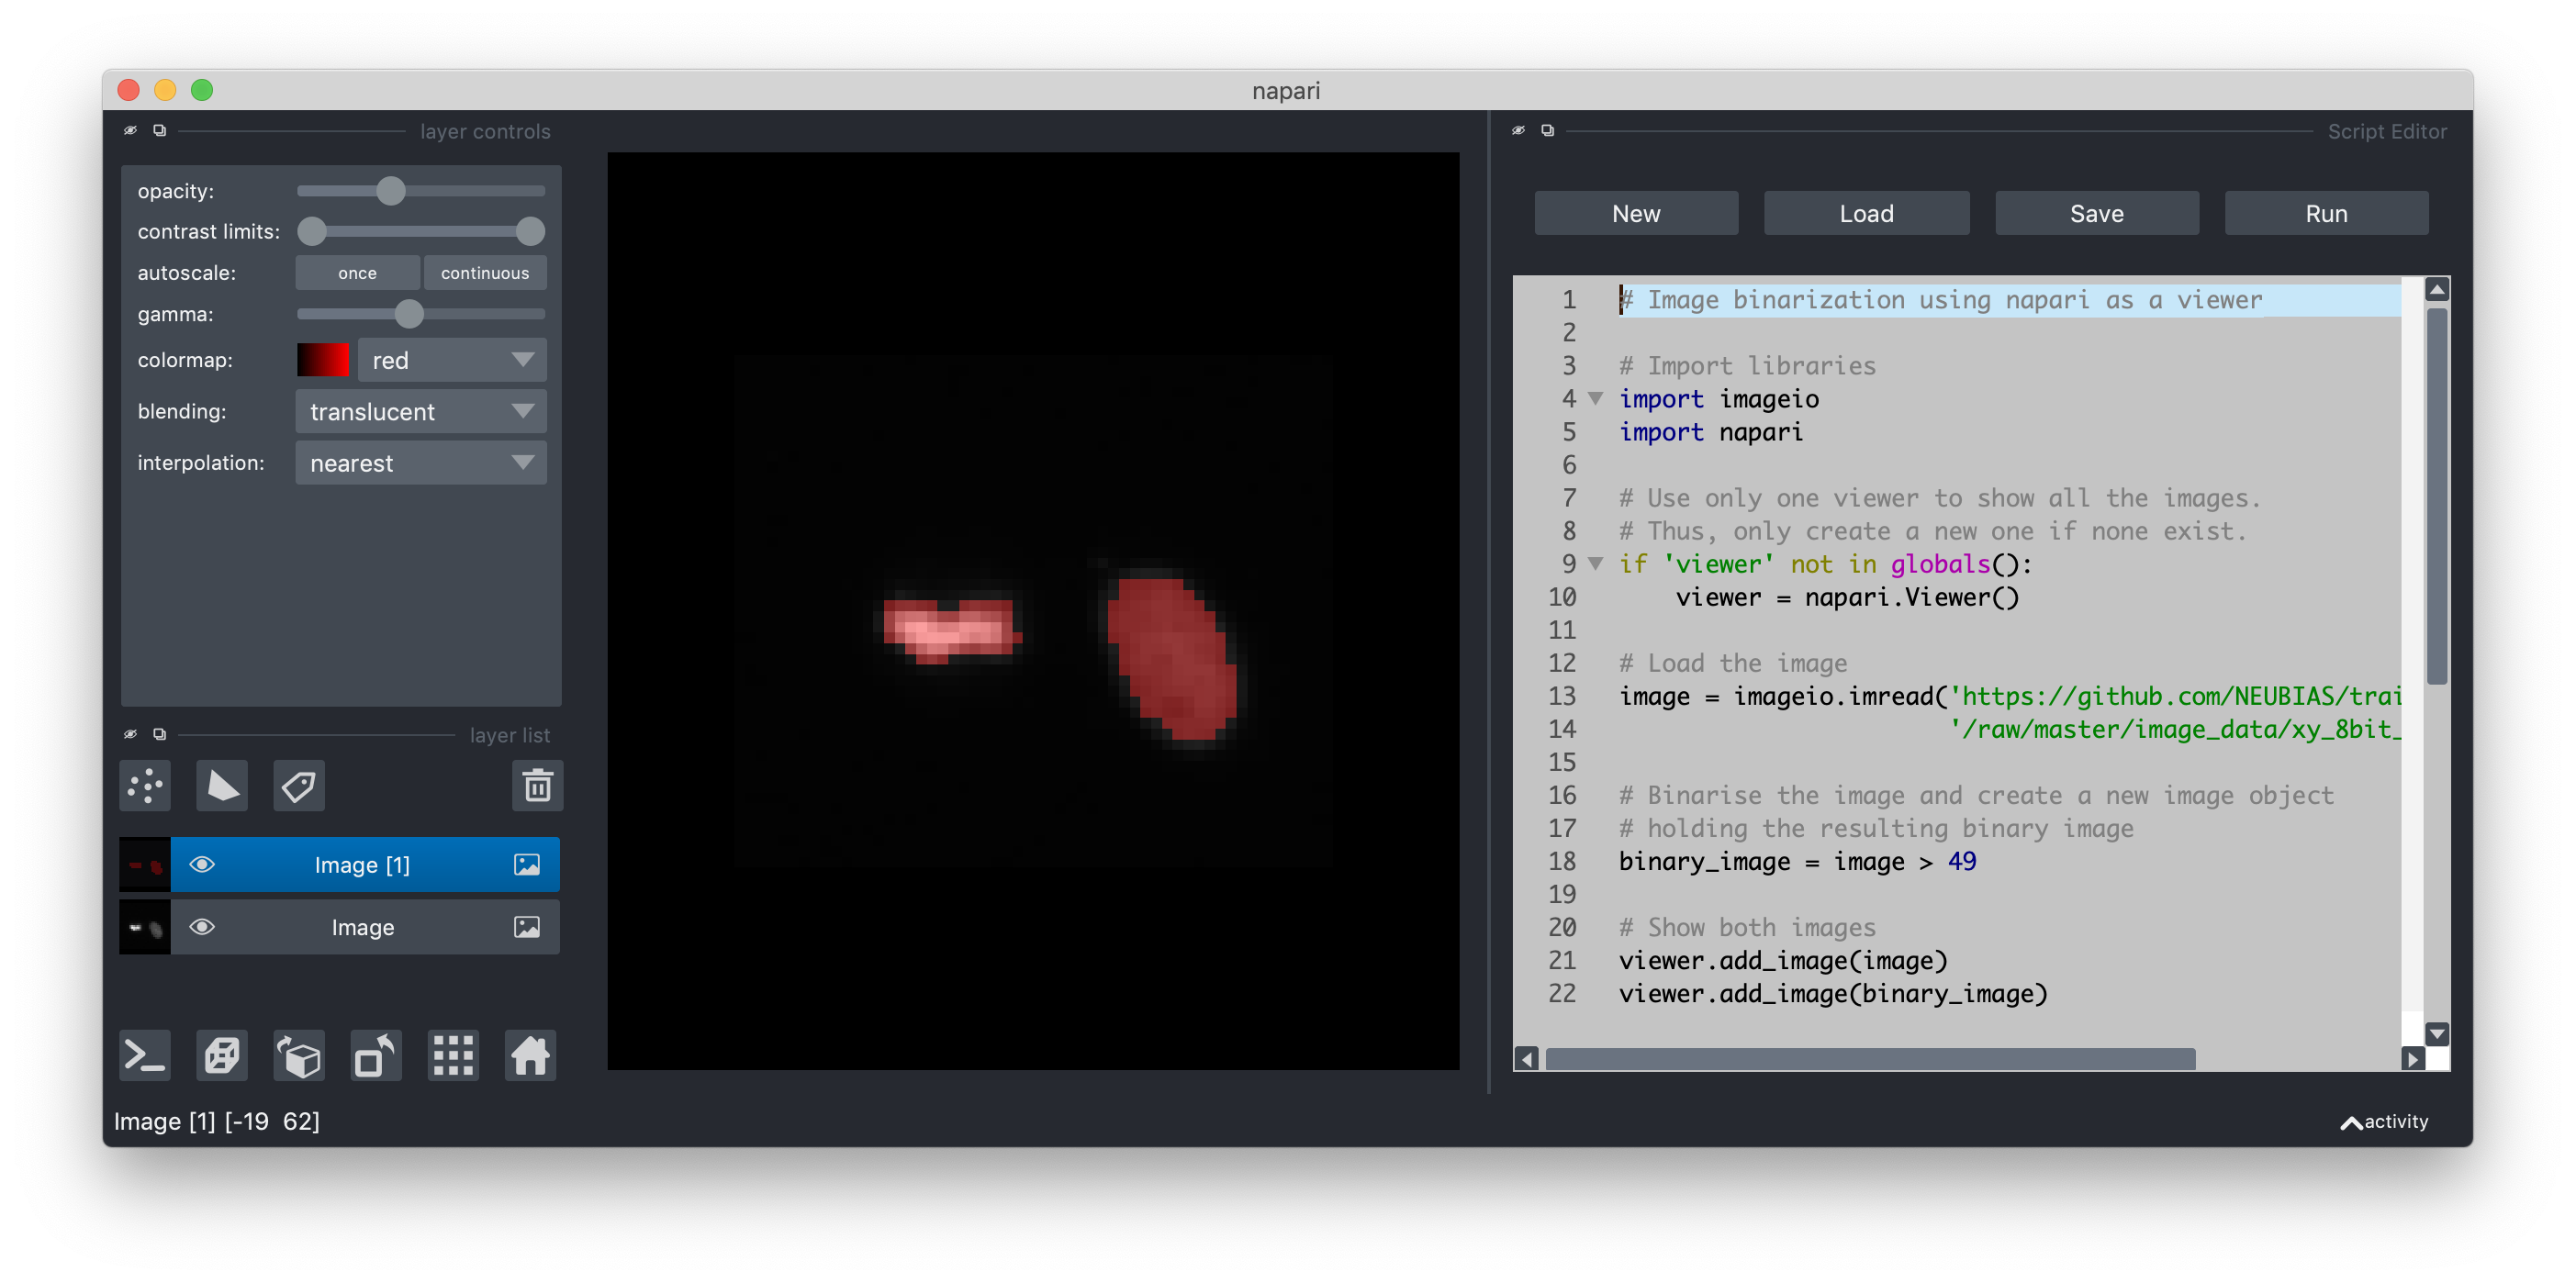 napari
layer controls
opacity:
contrast limits:
autoscale: once continuous
gamma:
colormap: red
blending: translucent
interpolation: nearest
layer list
Image [1]
Image
Image [1] [-19 62]
Script Editor
New Load Save Run
1 # Image binarization using napari as a viewer
2
3 # Import libraries
4 import imageio
5 import napari
6
7 # Use only one viewer to show all the images.
8 # Thus, only create a new one if none exist.
9 if 'viewer' not in globals():
10 viewer = napari.Viewer()
11
12 # Load the image
13 image = imageio.imread('https://github.com/NEUBIAS/trai
14 '/raw/master/image_data/xy_8bit_
15
16 # Binarise the image and create a new image object
17 # holding the resulting binary image
18 binary_image = image > 49
19
20 # Show both images
21 viewer.add_image(image)
22 viewer.add_image(binary_image)
activity